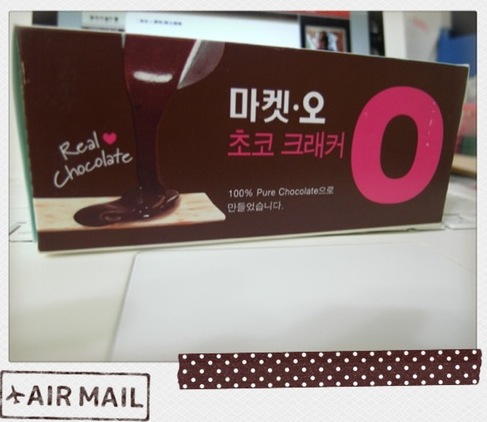 Real
Chocolate
마켓·오
초코 크래커
O
100% Pure Chocolate으로
만들었습니다.
AIR MAIL